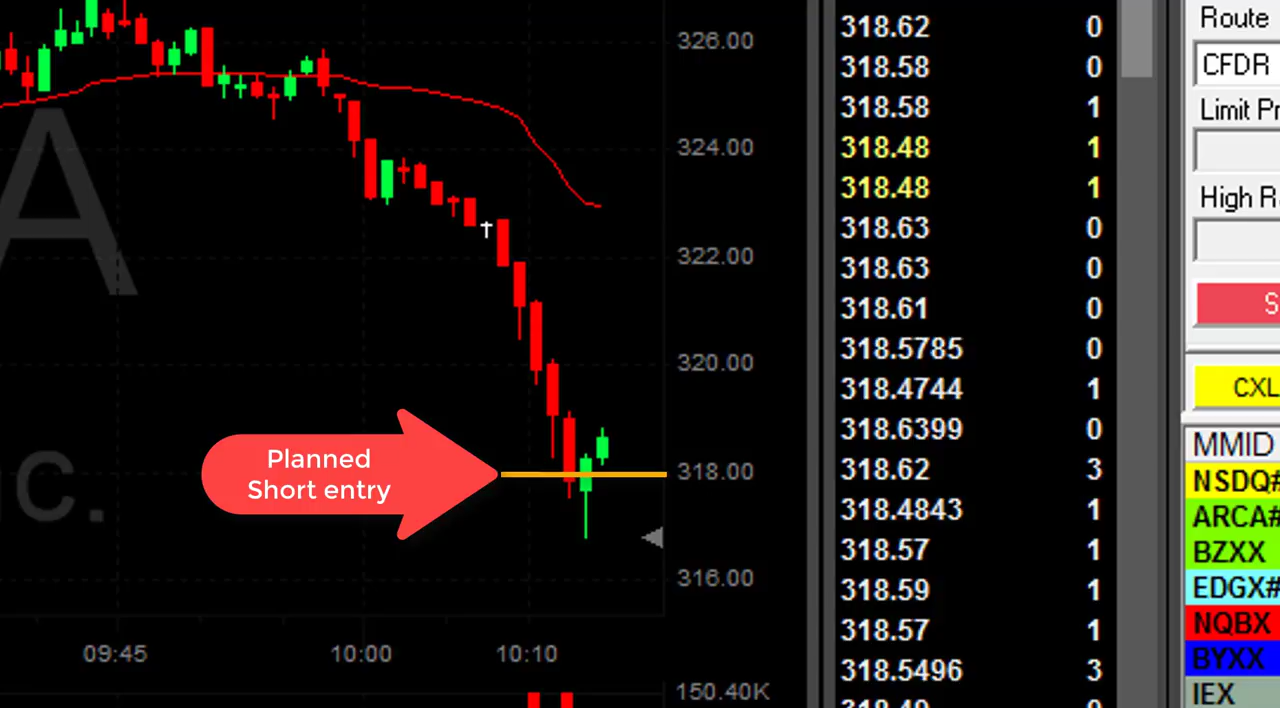 A
c.
326.00
324.00
322.00
320.00
318.00
316.00
Planned
Short entry
09:45 10:00 10:10
150.40K
318.62 0
318.58 0
318.58 1
318.48 1
318.48 1
318.63 0
318.63 0
318.61 0
318.5785 0
318.4744 1
318.6399 0
318.62 3
318.4843 1
318.57 1
318.59 1
318.57 1
318.5496 3
Route
CFDR
Limit Pr
High R
S
CXL
MMID
NSDQ#
ARCA#
BZXX
EDGX#
NQBX
BYXX
IEX